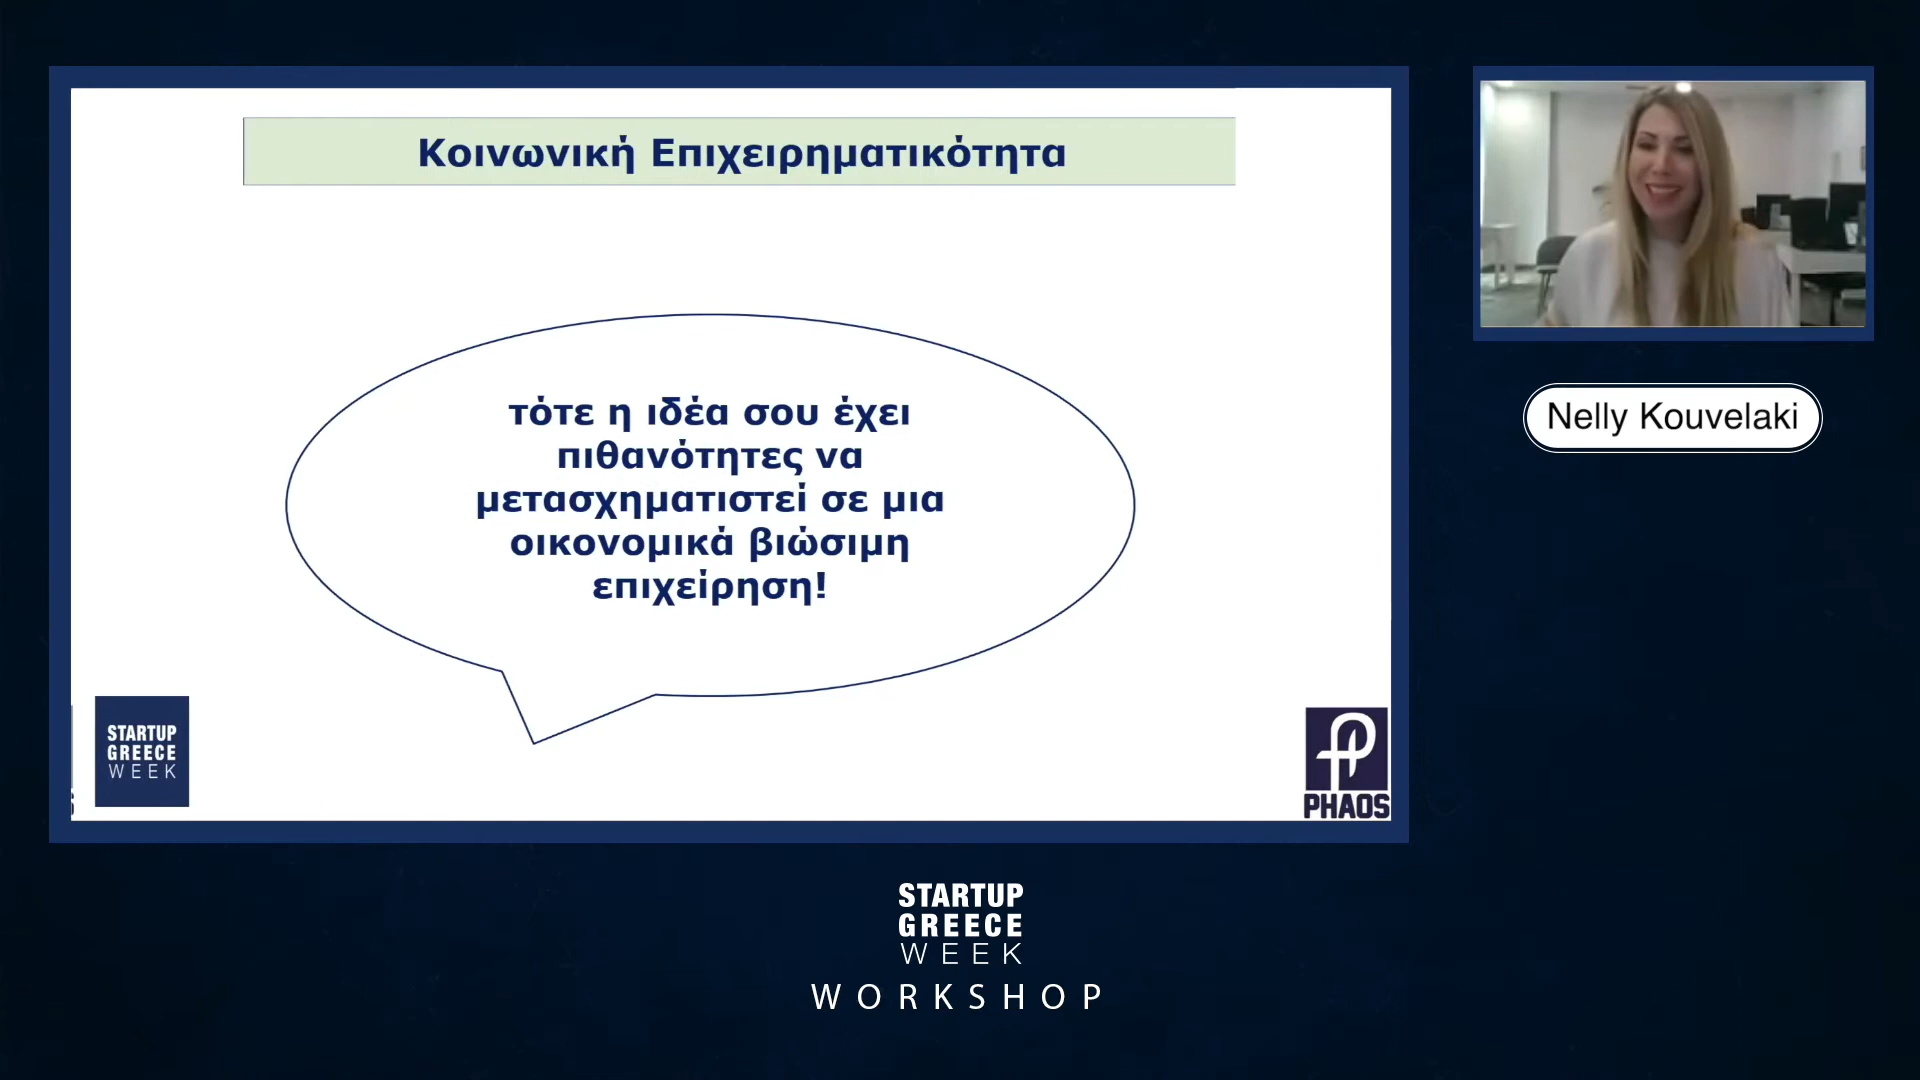 Κοινωνική Επιχειρηματικότητα
τότε η ιδέα σου έχει
πιθανότητες να
μετασχηματιστεί σε μια
οικονομικά βιώσιμη
επιχείρηση!
STARTUP
GREECE
WEEK
PHAOS
Nelly Kouvelaki
STARTUP
GREECE
WEEK
WORKSHOP